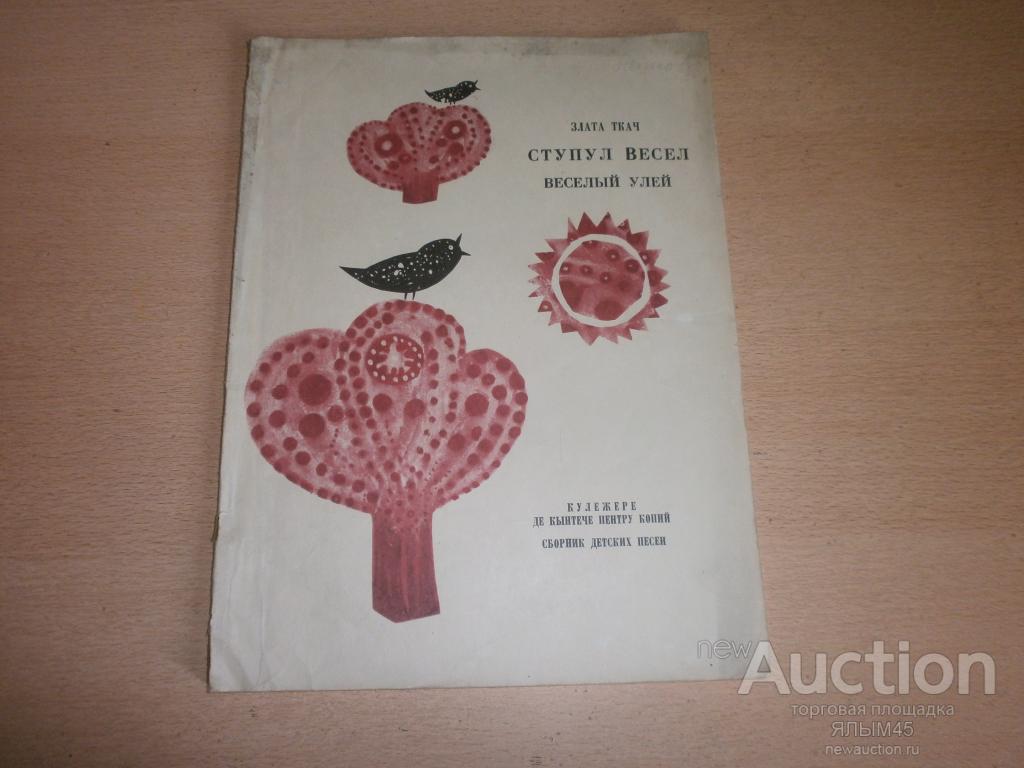 ЗЛАТА ТКАЧ
СТУПУЛ ВЕСЕЛ
ВЕСЕЛЫЙ УЛЕЙ
КУЛЕЖЕРЕ
ДЕ КЫНТЕЧЕ ПЕНТРУ КОПИЙ
СБОРНИК ДЕТСКИХ ПЕСЕН
newAuction
торговая площадка
ЯЛЫМ45
newauction.ru